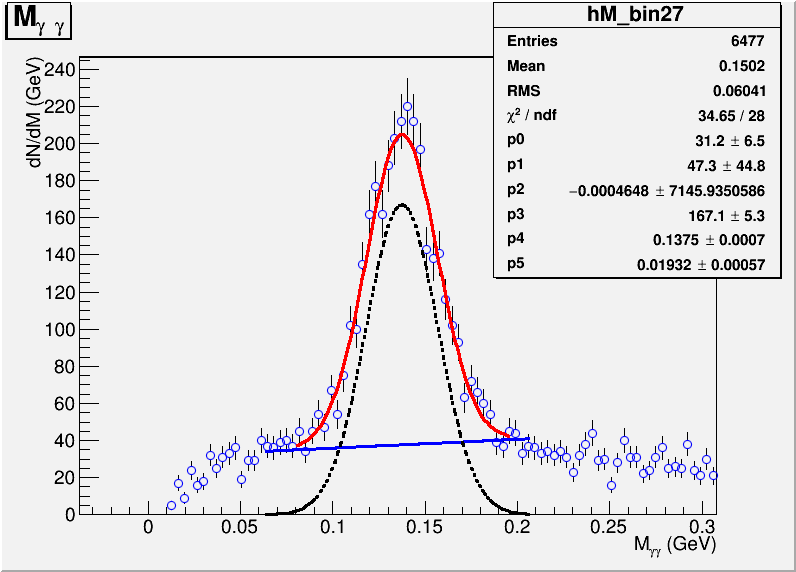 M γ γ
hM_bin27
Entries 6477
Mean 0.1502
RMS 0.06041
χ² / ndf 34.65 / 28
p0 31.2 ± 6.5
p1 47.3 ± 44.8
p2 −0.0004648 ± 7145.9350586
p3 167.1 ± 5.3
p4 0.1375 ± 0.0007
p5 0.01932 ± 0.00057
dN/dM (GeV)
240
220
200
180
160
140
120
100
80
60
40
20
0
0 0.05 0.1 0.15 0.2 0.25 0.3
Mγγ (GeV)